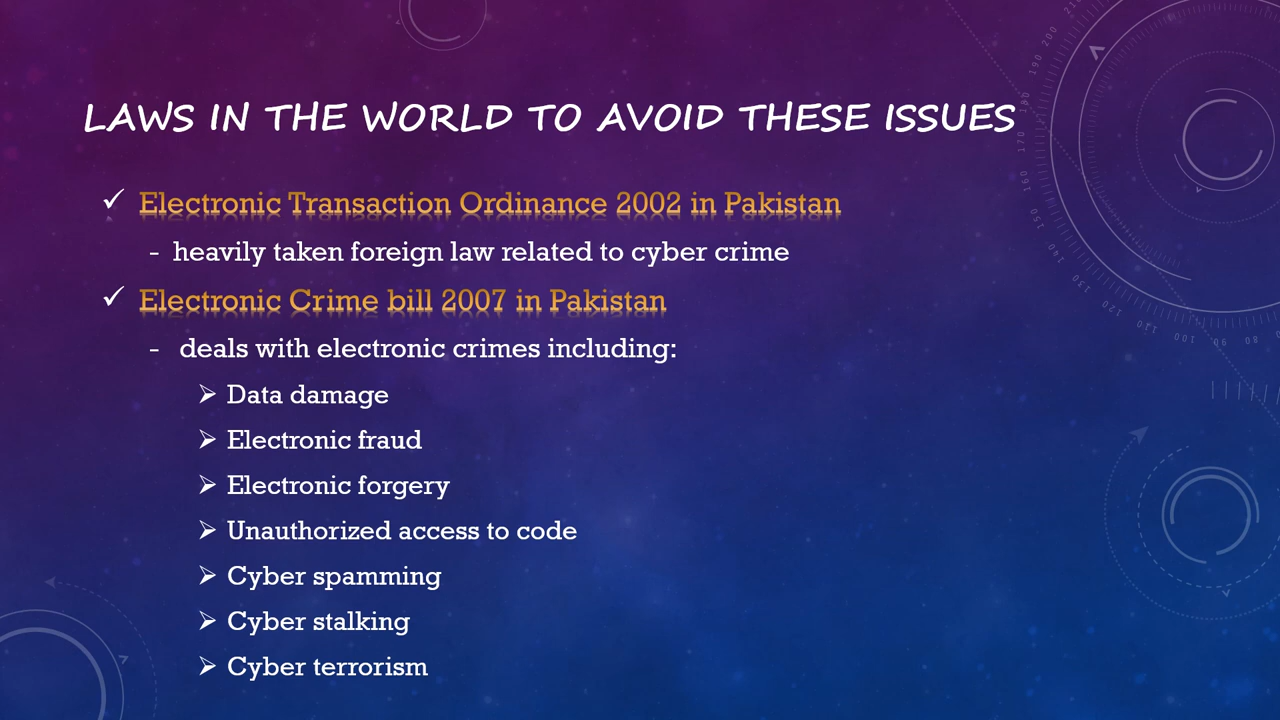 LAWS IN THE WORLD TO AVOID THESE ISSUES
✓ Electronic Transaction Ordinance 2002 in Pakistan
- heavily taken foreign law related to cyber crime
✓ Electronic Crime bill 2007 in Pakistan
- deals with electronic crimes including:
➢ Data damage
➢ Electronic fraud
➢ Electronic forgery
➢ Unauthorized access to code
➢ Cyber spamming
➢ Cyber stalking
➢ Cyber terrorism